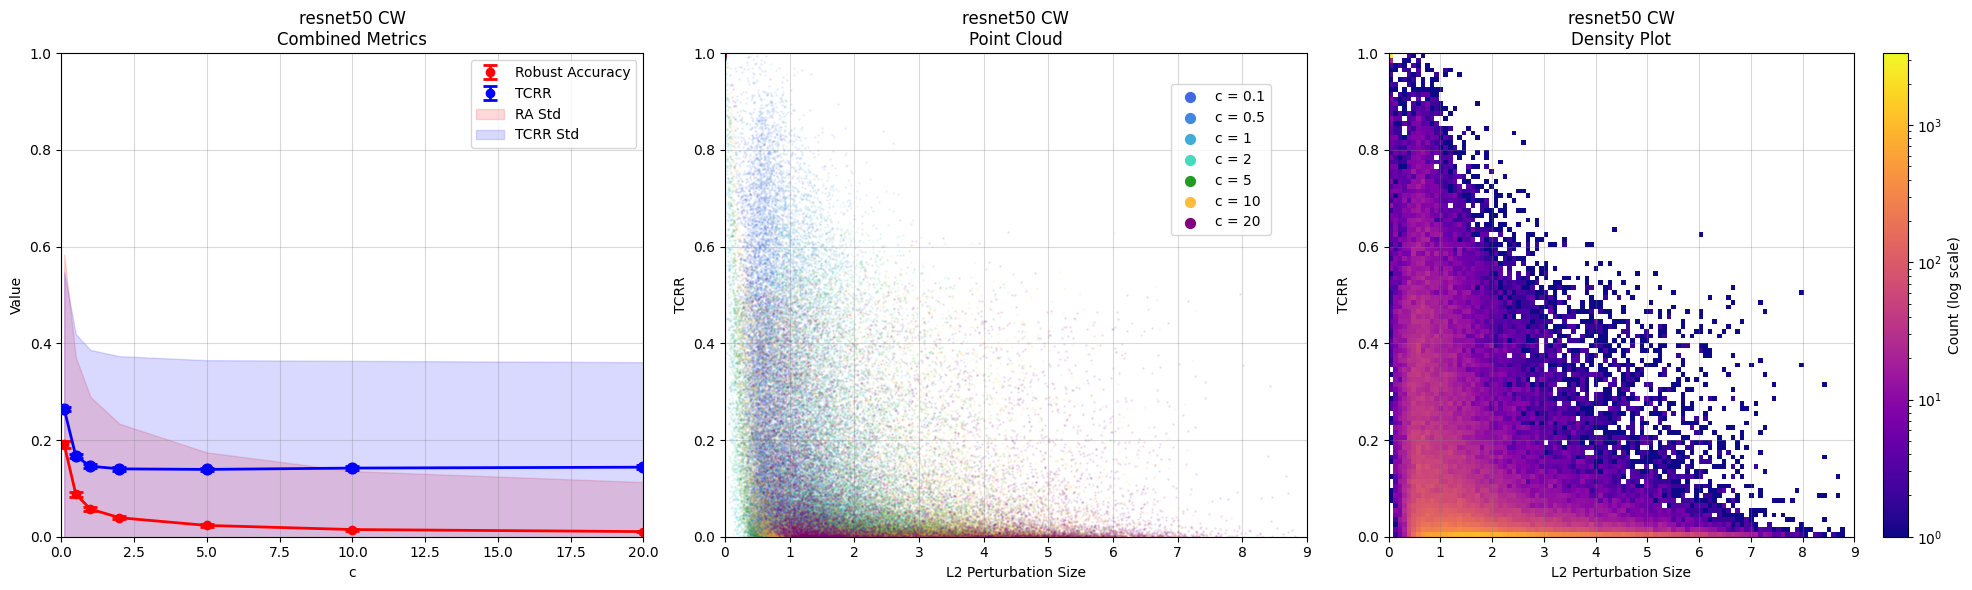 resnet50 CW
Combined Metrics
1.0
0.8
0.6
0.4
0.2
0.0
Value
0.0 2.5 5.0 7.5 10.0 12.5 15.0 17.5 20.0
c
Robust Accuracy
TCRR
RA Std
TCRR Std
resnet50 CW
Point Cloud
1.0
0.8
0.6
0.4
0.2
0.0
TCRR
0 1 2 3 4 5 6 7 8 9
L2 Perturbation Size
c = 0.1
c = 0.5
c = 1
c = 2
c = 5
c = 10
c = 20
resnet50 CW
Density Plot
1.0
0.8
0.6
0.4
0.2
0.0
TCRR
0 1 2 3 4 5 6 7 8 9
L2 Perturbation Size
10³
10²
10¹
10⁰
Count (log scale)